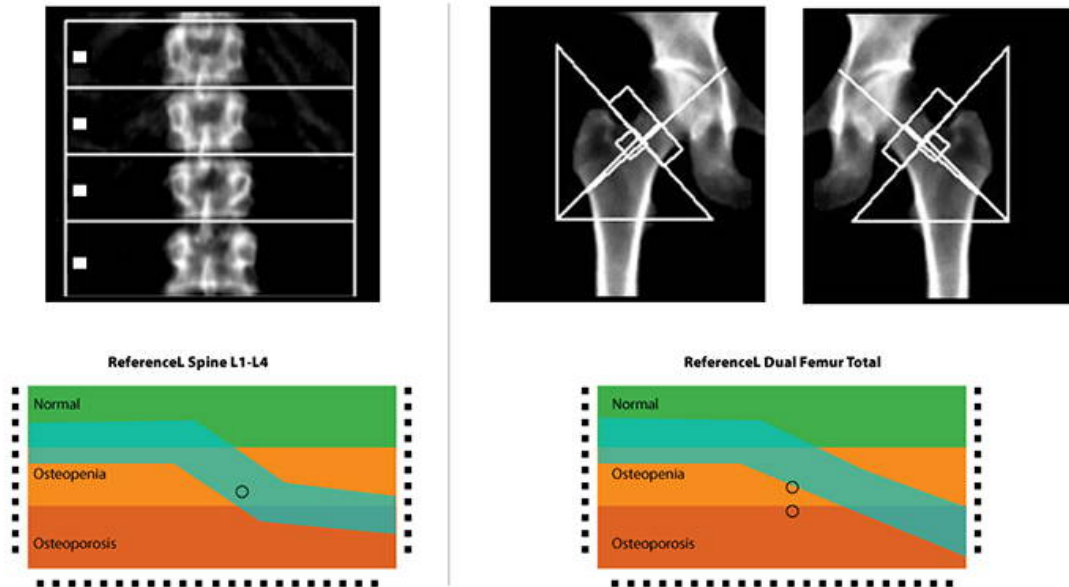 ReferenceL Spine L1-L4
Normal
Osteopenia
Osteoporosis
ReferenceL Dual Femur Total
Normal
Osteopenia
Osteoporosis